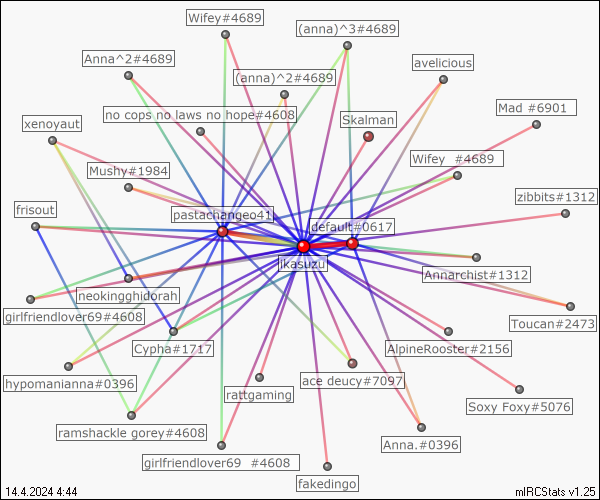 Wifey#4689
(anna)^3#4689
Anna^2#4689
avelicious
(anna)^2#4689
no cops no laws no hope#4608
Mad #6901
Skalman
xenoyaut
Wifey  #4689
Mushy#1984
zibbits#1312
frisout
pastachangeo41
default#0617
jkasuzu
Annarchist#1312
neokingghidorah
girlfriendlover69#4608
Toucan#2473
Cypha#1717
AlpineRooster#2156
hypomanianna#0396
ace deucy#7097
rattgaming
Soxy Foxy#5076
ramshackle gorey#4608
Anna.#0396
girlfriendlover69  #4608
fakedingo
14.4.2024 4:44
mIRCStats v1.25